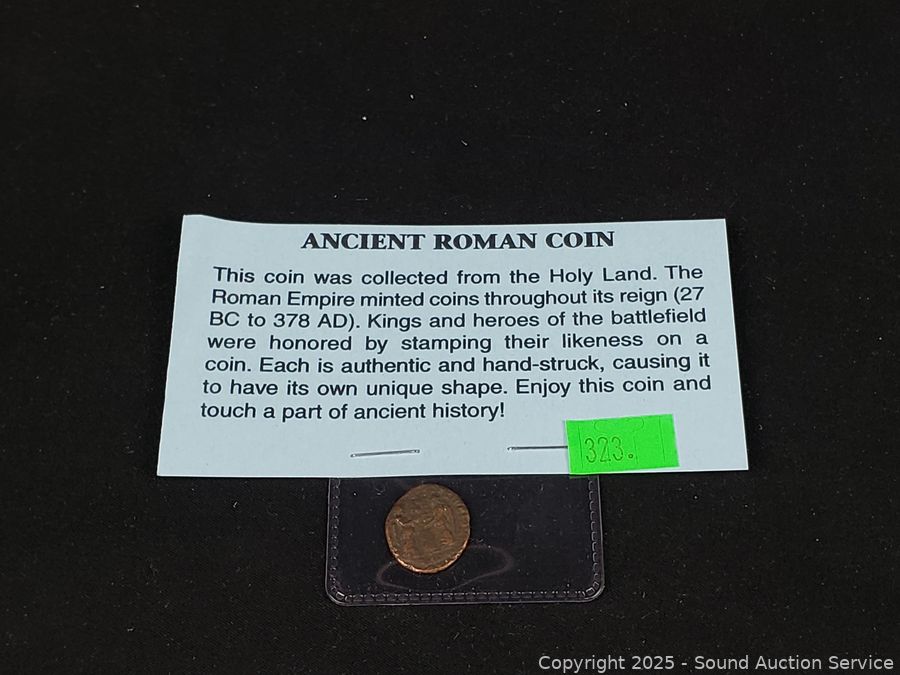 ANCIENT ROMAN COIN
This coin was collected from the Holy Land. The
Roman Empire minted coins throughout its reign (27
BC to 378 AD). Kings and heroes of the battlefield
were honored by stamping their likeness on a
coin. Each is authentic and hand-struck, causing it
to have its own unique shape. Enjoy this coin and
touch a part of ancient history!
323.
Copyright 2025 - Sound Auction Service